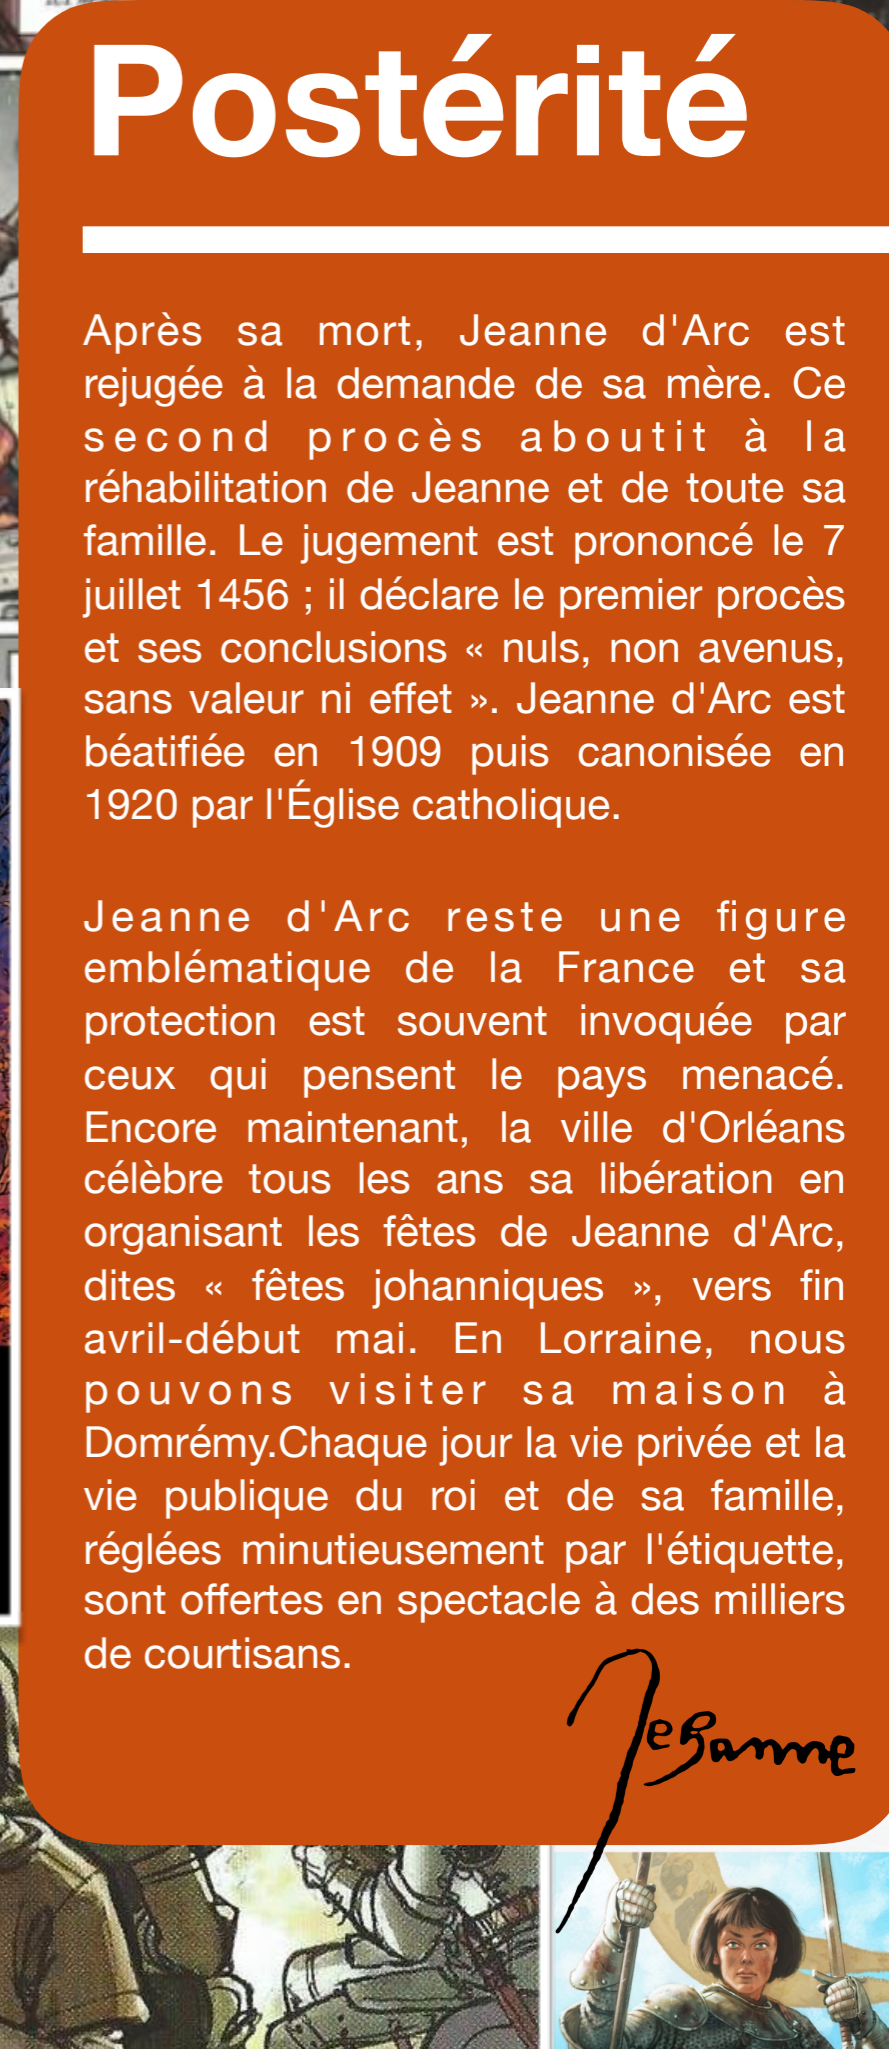 Postérité
Après sa mort, Jeanne d'Arc est
rejugée à la demande de sa mère. Ce
second procès aboutit à la
réhabilitation de Jeanne et de toute sa
famille. Le jugement est prononcé le 7
juillet 1456 ; il déclare le premier procès
et ses conclusions « nuls, non avenus,
sans valeur ni effet ». Jeanne d'Arc est
béatifiée en 1909 puis canonisée en
1920 par l'Église catholique.
Jeanne d'Arc reste une figure
emblématique de la France et sa
protection est souvent invoquée par
ceux qui pensent le pays menacé.
Encore maintenant, la ville d'Orléans
célèbre tous les ans sa libération en
organisant les fêtes de Jeanne d'Arc,
dites « fêtes johanniques », vers fin
avril-début mai. En Lorraine, nous
pouvons visiter sa maison à
Domrémy.Chaque jour la vie privée et la
vie publique du roi et de sa famille,
réglées minutieusement par l'étiquette,
sont offertes en spectacle à des milliers
de courtisans.
Jehanne